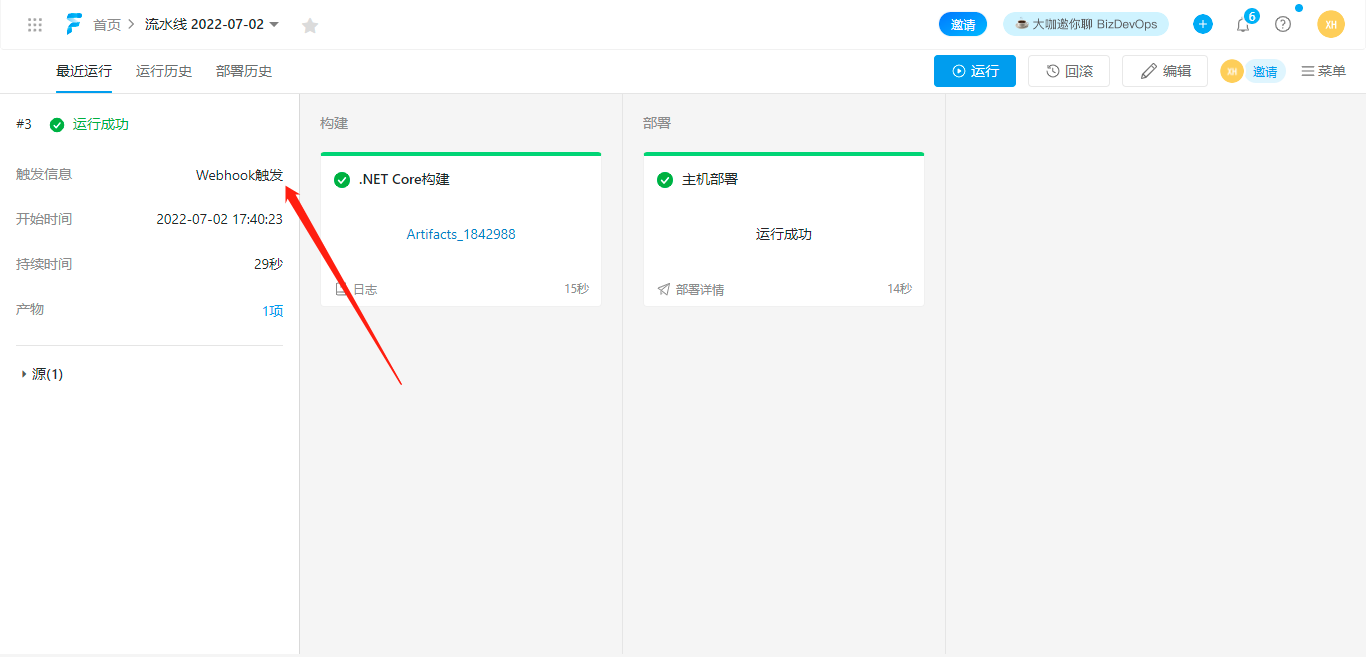 首页 > 流水线 2022-07-02
邀请
大咖邀你聊 BizDevOps
6
XH
最近运行
运行历史
部署历史
运行
回滚
编辑
XH
邀请
菜单
#3 运行成功
触发信息 Webhook触发
开始时间 2022-07-02 17:40:23
持续时间 29秒
产物 1项
源(1)
构建
.NET Core构建
Artifacts_1842988
日志 15秒
部署
主机部署
运行成功
部署详情 14秒